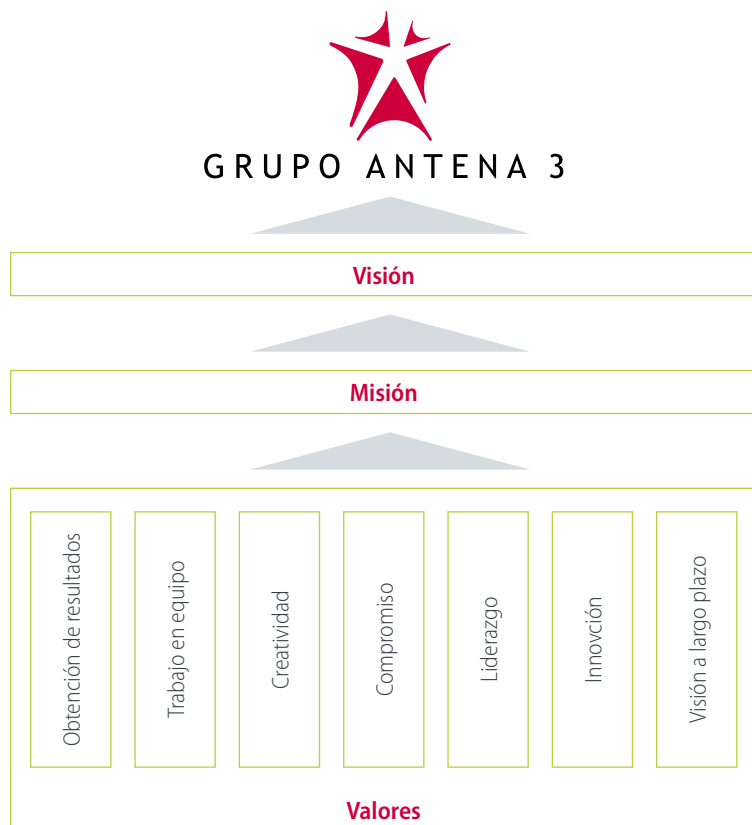 GRUPO ANTENA 3
Visión
Misión
Obtención de resultados
Trabajo en equipo
Creatividad
Compromiso
Liderazgo
Innovción
Visión a largo plazo
Valores